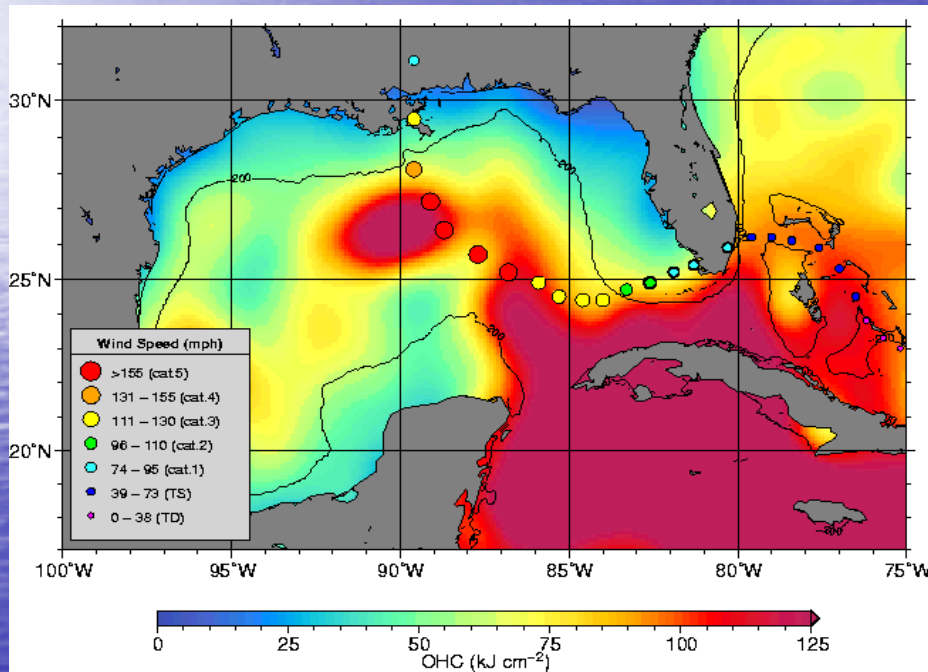 30°N
25°N
20°N
200
200
200
Wind Speed (mph)
>155 (cat.5)
131 – 155 (cat.4)
111 – 130 (cat.3)
96 – 110 (cat.2)
74 – 95 (cat.1)
39 – 73 (TS)
0 – 38 (TD)
100°W 95°W 90°W 85°W 80°W 75°W
0 25 50 75 100 125
OHC (kJ cm⁻²)